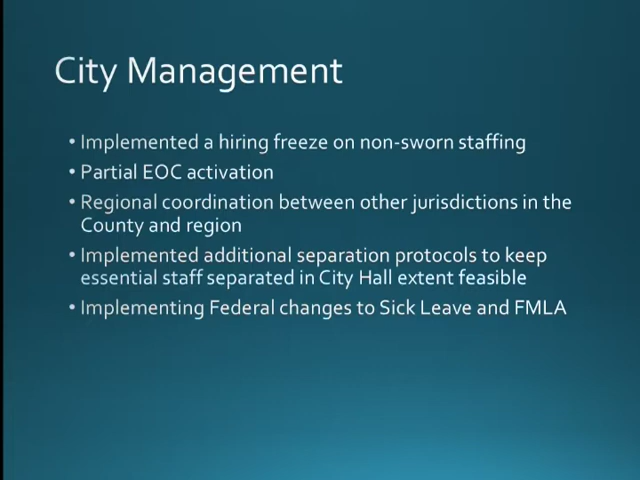 City Management
• Implemented a hiring freeze on non-sworn staffing
• Partial EOC activation
• Regional coordination between other jurisdictions in the
County and region
• Implemented additional separation protocols to keep
essential staff separated in City Hall extent feasible
• Implementing Federal changes to Sick Leave and FMLA